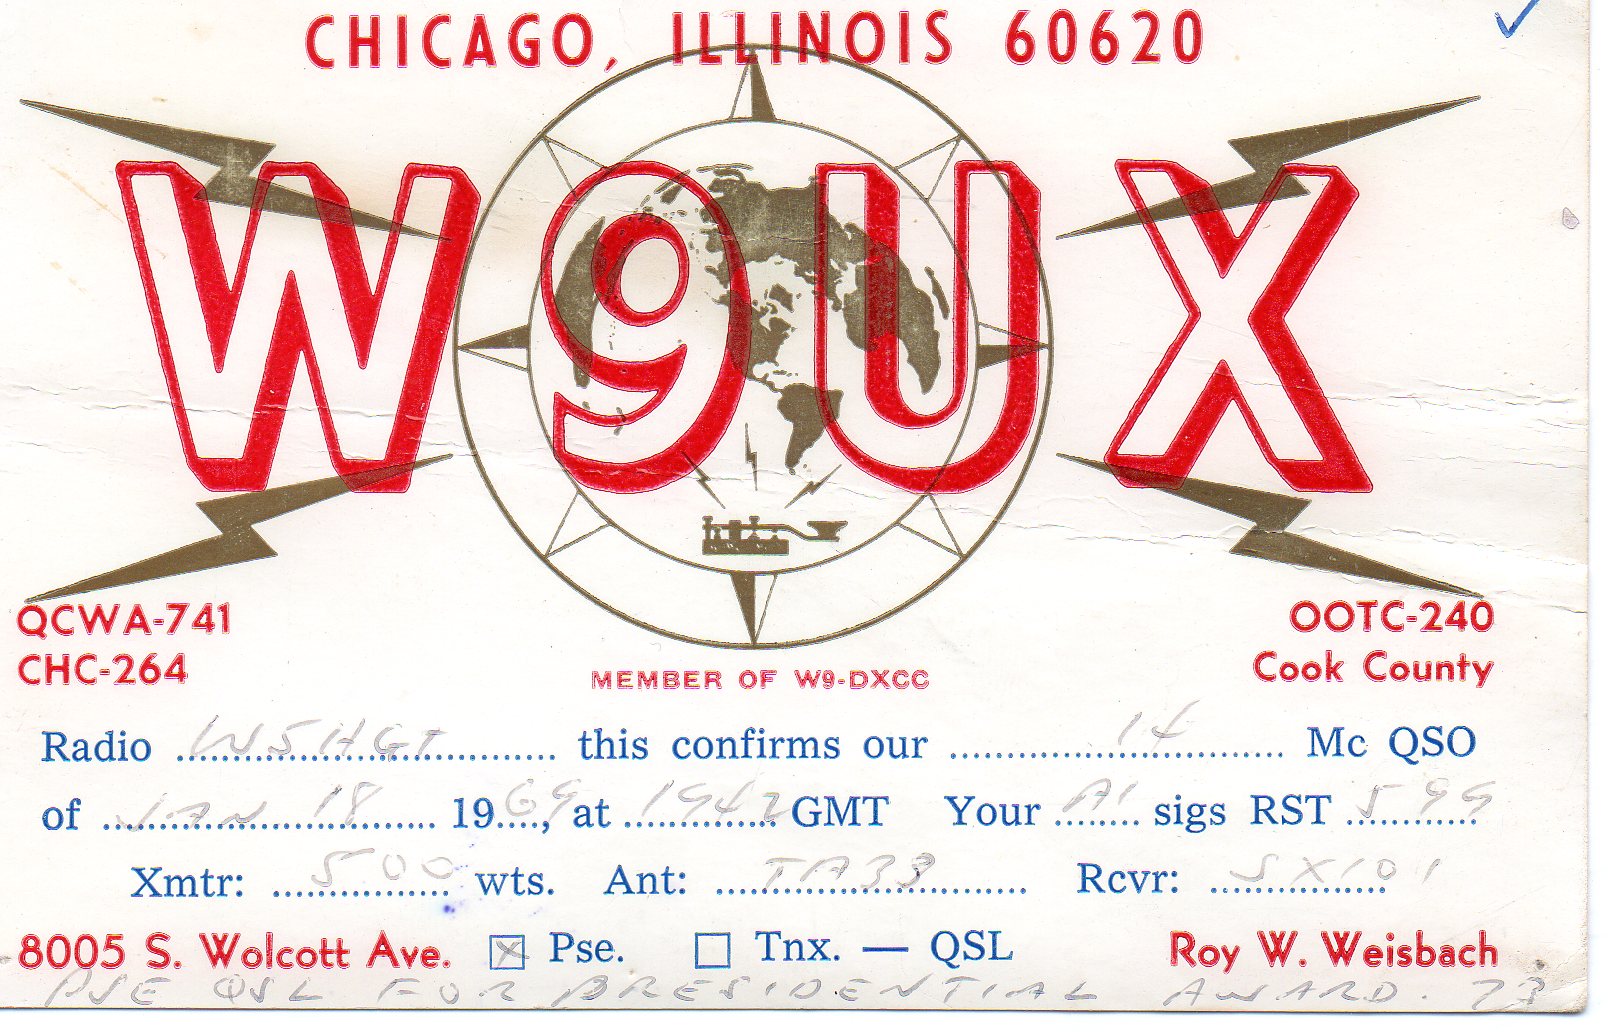 CHICAGO, ILLINOIS 60620
W9UX
QCWA-741
OOTC-240
CHC-264
Cook County
MEMBER OF W9-DXCC
Radio W5HGT this confirms our 14 Mc QSO
of JAN 18 1969, at 1942 GMT Your A1 sigs RST 599
Xmtr: 500 wts. Ant: TA33 Rcvr: SX101
8005 S. Wolcott Ave. ☒ Pse. ☐ Tnx. — QSL Roy W. Weisbach
PSE QSL FOR PRESIDENTIAL AWARD. 73